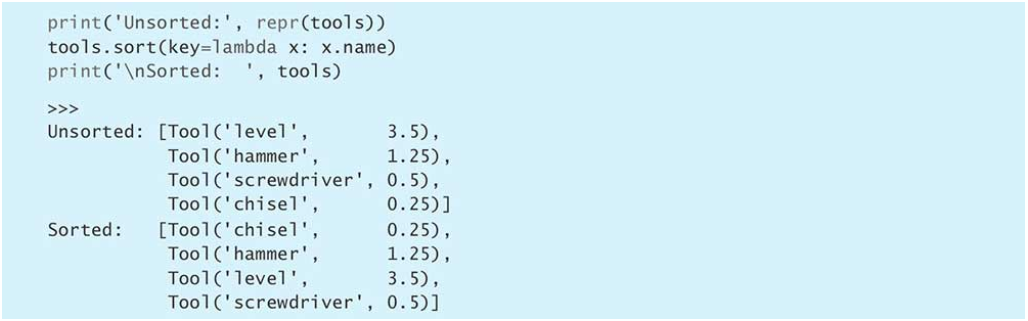 print('Unsorted:', repr(tools))
tools.sort(key=lambda x: x.name)
print('\nSorted:  ', tools)
>>>
Unsorted: [Tool('level',       3.5),
           Tool('hammer',      1.25),
           Tool('screwdriver', 0.5),
           Tool('chisel',      0.25)]
Sorted:   [Tool('chisel',      0.25),
           Tool('hammer',      1.25),
           Tool('level',       3.5),
           Tool('screwdriver', 0.5)]